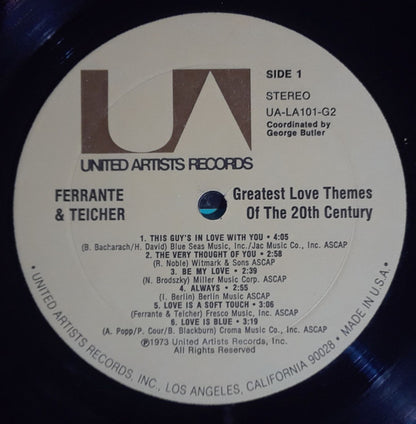 UA
SIDE 1
STEREO
UA-LA101-G2
Coordinated by
George Butler
UNITED ARTISTS RECORDS
FERRANTE
& TEICHER
Greatest Love Themes
Of The 20th Century
1. THIS GUY'S IN LOVE WITH YOU • 4:05
(B. Bacharach/H. David) Blue Seas Music, Inc./Jac Music Co., Inc. ASCAP
2. THE VERY THOUGHT OF YOU • 2:58
(R. Noble) Witmark & Sons ASCAP
3. BE MY LOVE • 2:39
(N. Brodszky) Miller Music Corp. ASCAP
4. ALWAYS • 2:55
(I. Berlin) Berlin Music ASCAP
5. LOVE IS A SOFT TOUCH • 3:06
(Ferrante & Teicher) Fresco Music, Inc. ASCAP
6. LOVE IS BLUE • 3:19
(A. Popp/P. Cour/B. Blackburn) Croma Music Co., Inc. ASCAP
Ⓟ1973 United Artists Records, Inc.
All Rights Reserved
• UNITED ARTISTS RECORDS, INC., LOS ANGELES, CALIFORNIA 90028 • MADE IN U.S.A. •